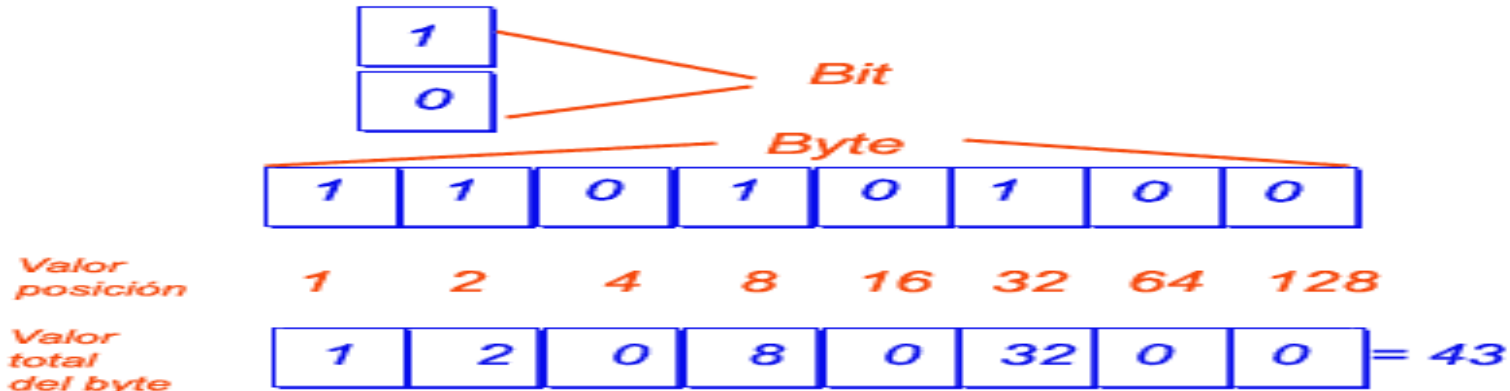 1
Bit
0
Byte
1 1 0 1 0 1 0 0
Valor
posición
1 2 4 8 16 32 64 128
Valor
total
del byte
1 2 0 8 0 32 0 0 = 43